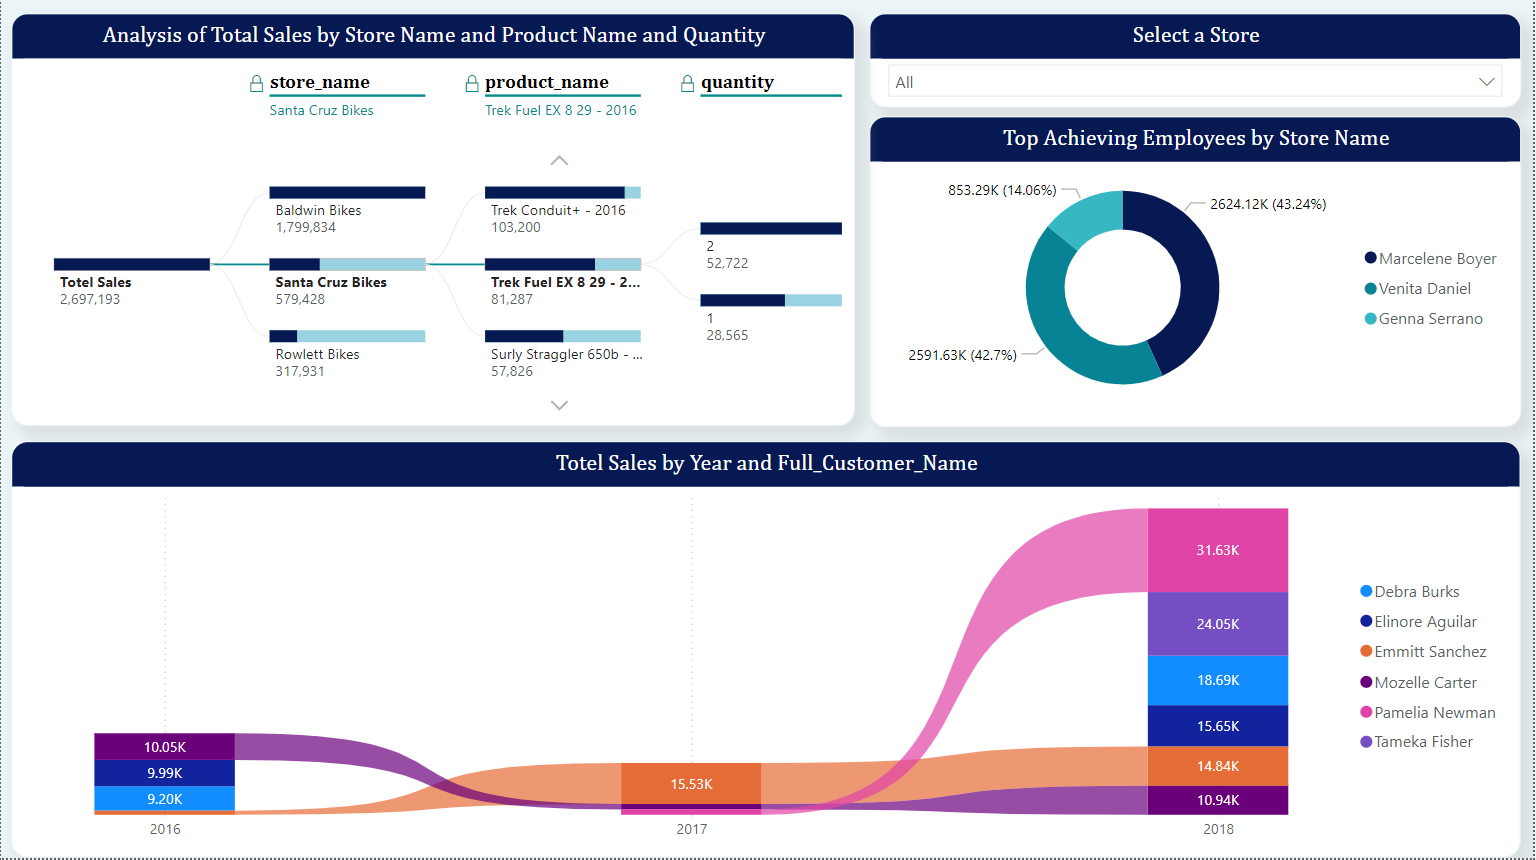 Analysis of Total Sales by Store Name and Product Name and Quantity
store_name
product_name
quantity
Santa Cruz Bikes
Trek Fuel EX 8 29 - 2016
Totel Sales
2,697,193
Baldwin Bikes
1,799,834
Santa Cruz Bikes
579,428
Rowlett Bikes
317,931
Trek Conduit+ - 2016
103,200
Trek Fuel EX 8 29 - 2...
81,287
Surly Straggler 650b - ...
57,826
2
52,722
1
28,565
Select a Store
All
Top Achieving Employees by Store Name
853.29K (14.06%)
2624.12K (43.24%)
2591.63K (42.7%)
Marcelene Boyer
Venita Daniel
Genna Serrano
Totel Sales by Year and Full_Customer_Name
10.05K
9.99K
9.20K
2016
15.53K
2017
31.63K
24.05K
18.69K
15.65K
14.84K
10.94K
2018
Debra Burks
Elinore Aguilar
Emmitt Sanchez
Mozelle Carter
Pamelia Newman
Tameka Fisher